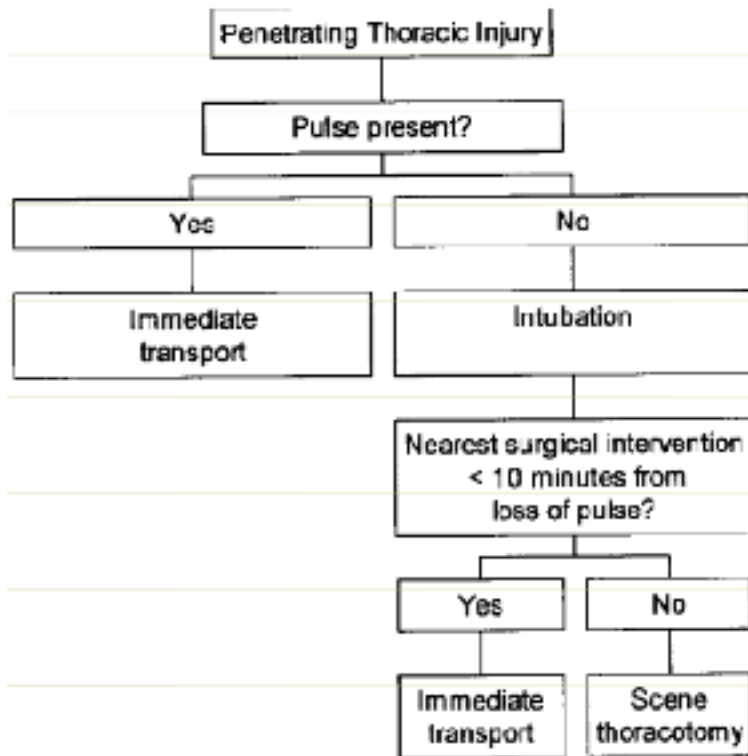 Penetrating Thoracic Injury
Pulse present?
Yes
No
Immediate
transport
Intubation
Nearest surgical intervention
< 10 minutes from
loss of pulse?
Yes
No
Immediate
transport
Scene
thoracotomy